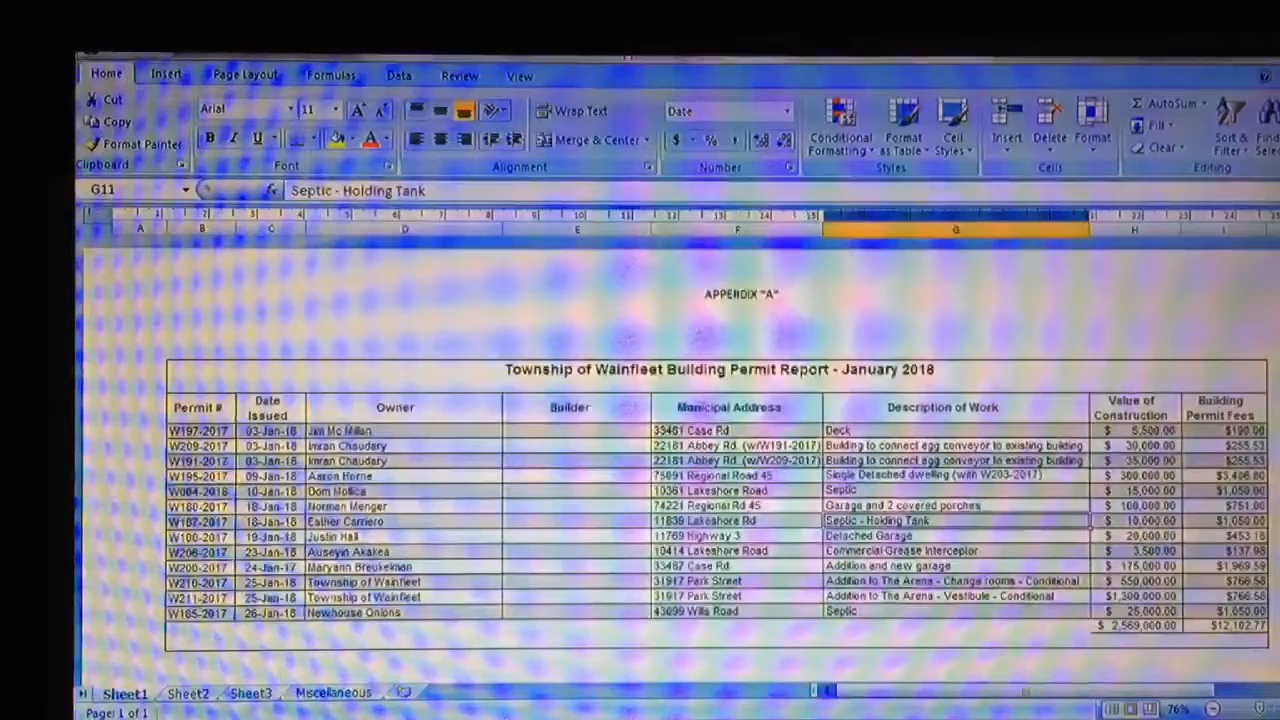 Home Insert Page Layout Formulas Data Review View
Cut
Copy
Format Painter
Clipboard
Arial 11
B I U
Font
Wrap Text
Merge & Center
Alignment
Date
$ % ,
Number
Conditional Formatting
Format as Table
Cell Styles
Styles
Insert Delete Format
Cells
Σ AutoSum
Fill
Clear
Sort & Filter
Editing
G11 fx Septic - Holding Tank
A B C D E F G H I
APPENDIX "A"
Township of Wainfleet Building Permit Report - January 2018
Permit # Date Issued Owner Builder Municipal Address Description of Work Value of Construction Building Permit Fees
W197-2017 03-Jan-18 Jim Mc Millan 33461 Case Rd Deck $ 5,500.00 $190.00
W209-2017 03-Jan-18 Imran Chaudary 22181 Abbey Rd. (w/W191-2017) Building to connect egg conveyor to existing building $ 30,000.00 $255.53
W191-2017 03-Jan-18 Imran Chaudary 22181 Abbey Rd. (w/W209-2017) Building to connect egg conveyor to existing building $ 35,000.00 $255.53
W195-2017 09-Jan-18 Aaron Horne 75091 Regional Road 45 Single Detached dwelling (with W203-2017) $ 300,000.00
W004-2018 10-Jan-18 Dom Mollica 10361 Lakeshore Road Septic $ 15,000.00 $1,050.00
W180-2017 18-Jan-18 Norman Menger 74221 Regional Rd 45 Garage and 2 covered porches $ 100,000.00 $751.00
W187-2017 18-Jan-18 Esther Carriero 11839 Lakeshore Rd Septic - Holding Tank $ 10,000.00 $1,050.00
W100-2017 19-Jan-18 Justin Hall 11769 Highway 3 Detached Garage $ 20,000.00
W206-2017 23-Jan-18 Auseyin Akakea 10414 Lakeshore Road Commercial Grease Interceptor $ 3,500.00 $137.98
W200-2017 24-Jan-17 Maryann Breukelman 33487 Case Rd Addition and new garage $ 175,000.00 $1,969.59
W210-2017 25-Jan-18 Township of Wainfleet 31917 Park Street Addition to The Arena - Change rooms - Conditional $ 550,000.00 $766.58
W211-2017 25-Jan-18 Township of Wainfleet 31917 Park Street Addition to The Arena - Vestibule - Conditional $1,300,000.00 $766.58
W165-2017 26-Jan-18 Newhouse Onions 43099 Wills Road Septic $ 25,000.00 $1,050.00
$ 2,569,000.00 $12,102.77
Sheet1 Sheet2 Sheet3 Miscellaneous
Page: 1 of 1 76%